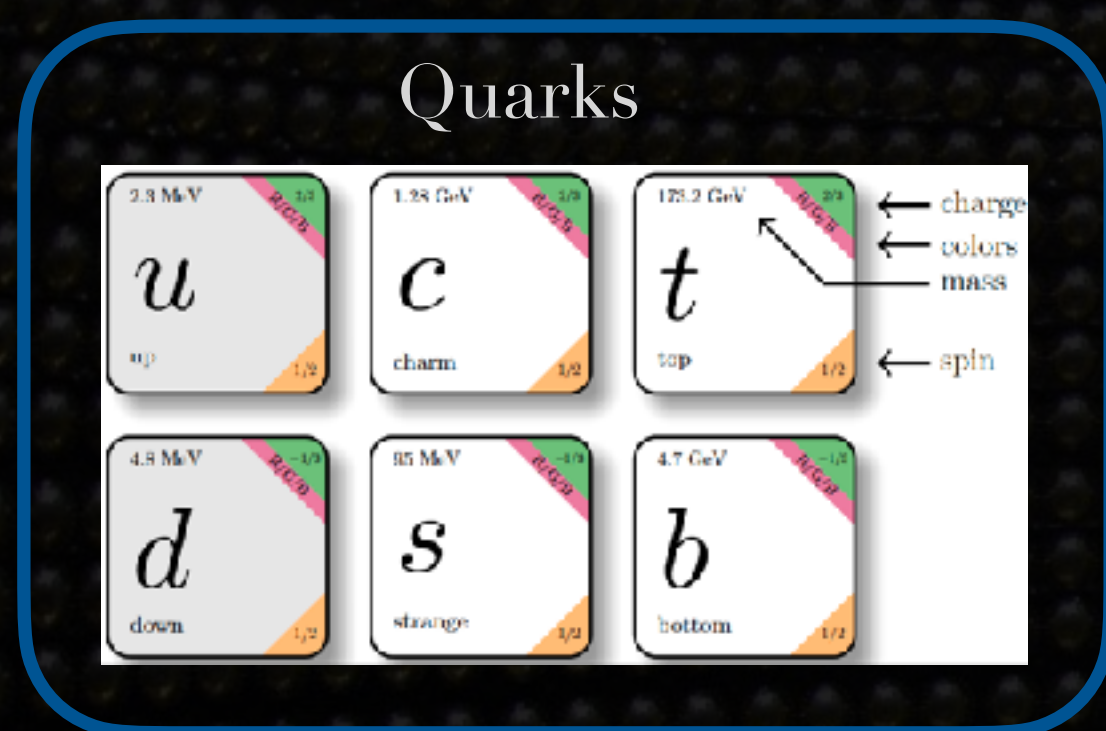 Quarks
2.3 MeV 2/3 R/G/B
1.28 GeV 2/3 R/G/B
173.2 GeV 2/3 R/G/B
charge
colors
mass
u
c
t
up
charm
top
spin
1/2
1/2
1/2
4.8 MeV −1/3 R/G/B
95 MeV −1/3 R/G/B
4.7 GeV −1/3 R/G/B
d
s
b
down
strange
bottom
1/2
1/2
1/2